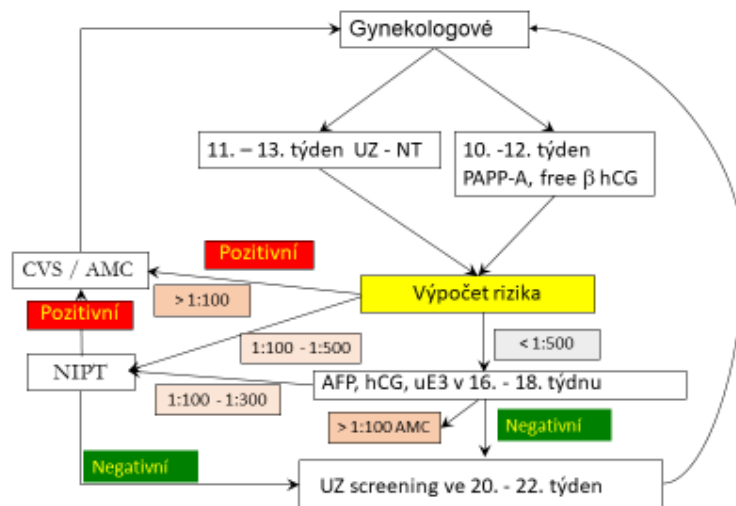 Gynekologové
11. – 13. týden UZ - NT
10. -12. týden
PAPP-A, free β hCG
Pozitivní
CVS / AMC
> 1:100
Výpočet rizika
Pozitivní
1:100 - 1:500
< 1:500
NIPT
AFP, hCG, uE3 v 16. - 18. týdnu
1:100 - 1:300
> 1:100 AMC
Negativní
Negativní
UZ screening ve 20. - 22. týden